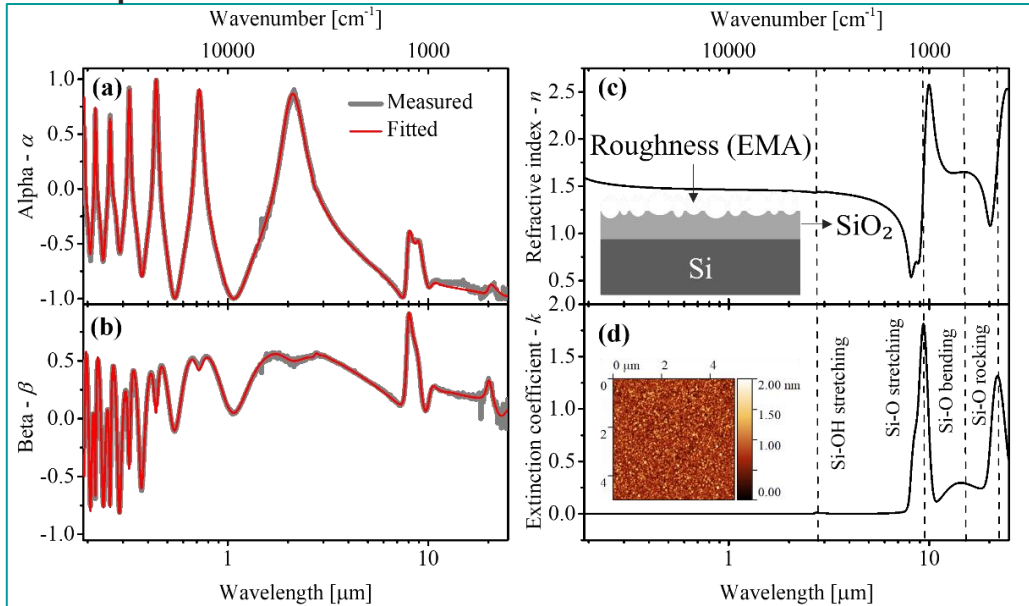 Wavenumber [cm⁻¹]
10000 1000
(a)
Measured
Fitted
Alpha - α
1.0
0.5
0.0
-0.5
-1.0
(b)
Beta - β
0.5
0.0
-0.5
-1.0
1 10
Wavelength [μm]
Wavenumber [cm⁻¹]
10000 1000
(c)
Refractive index - n
2.5
2.0
1.5
1.0
0.5
Roughness (EMA)
SiO₂
Si
(d)
Extinction coefficient - k
2.0
1.5
1.0
0.5
0.0
0 μm 2 4
0
2
4
2.00 nm
1.50
1.00
0.00
Si-OH stretching
Si-O stretching
Si-O bending
Si-O rocking
1 10
Wavelength [μm]